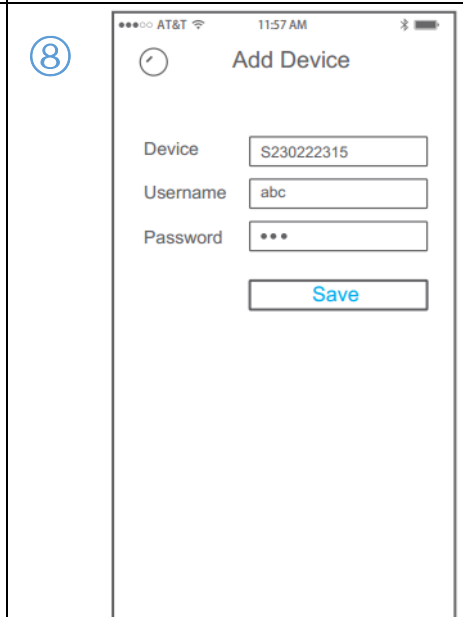 ⑧
●●●○○ AT&T 11:57 AM
Add Device
Device S230222315
Username abc
Password •••
Save